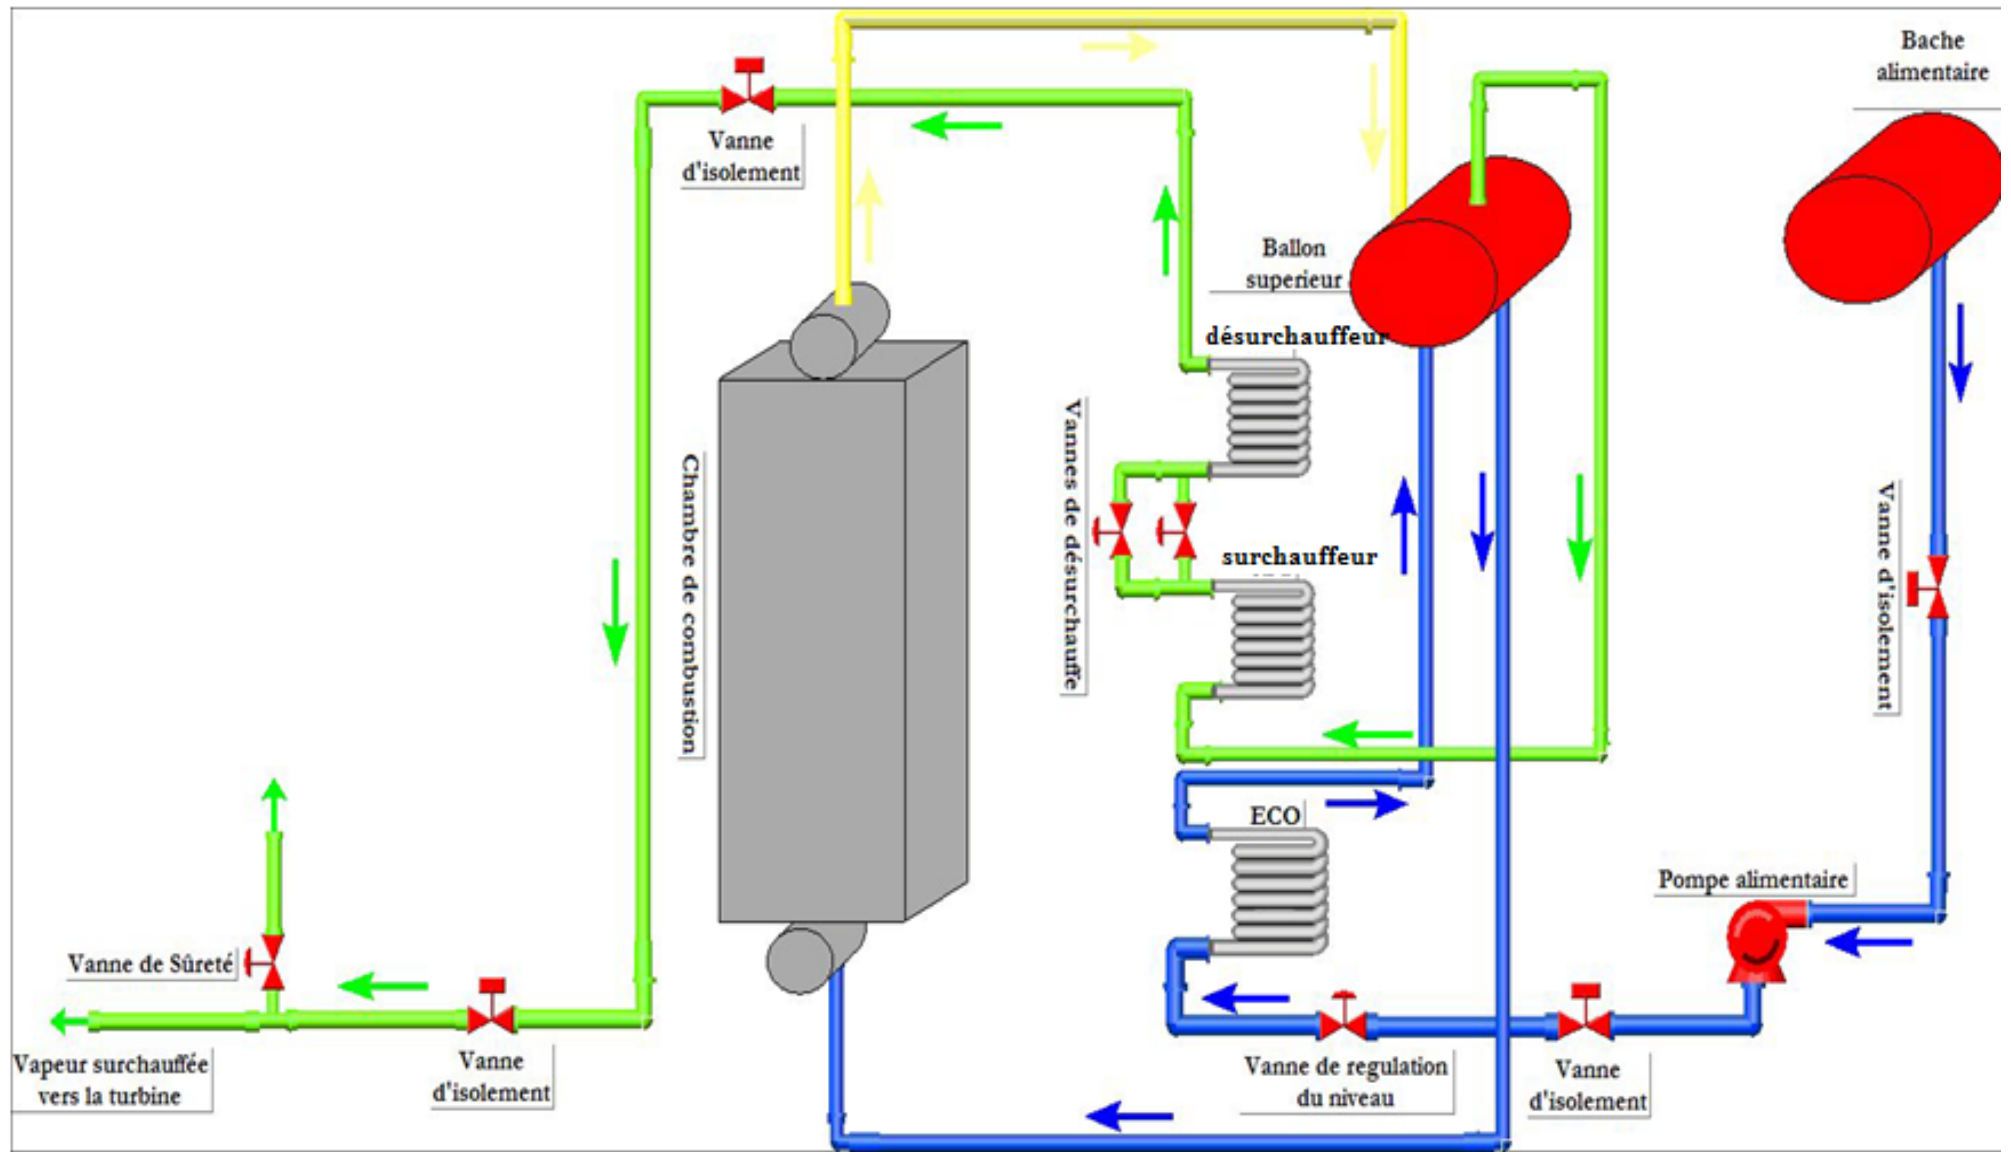 Bache
alimentaire
Vanne
d'isolement
Ballon
superieur
désurchauffeur
Vannes de désurchauffe
Chambre de combustion
surchauffeur
Vanne d'isolement
ECO
Pompe alimentaire
Vanne de Sûreté
Vapeur surchauffée
vers la turbine
Vanne
d'isolement
Vanne de regulation
du niveau
Vanne
d'isolement